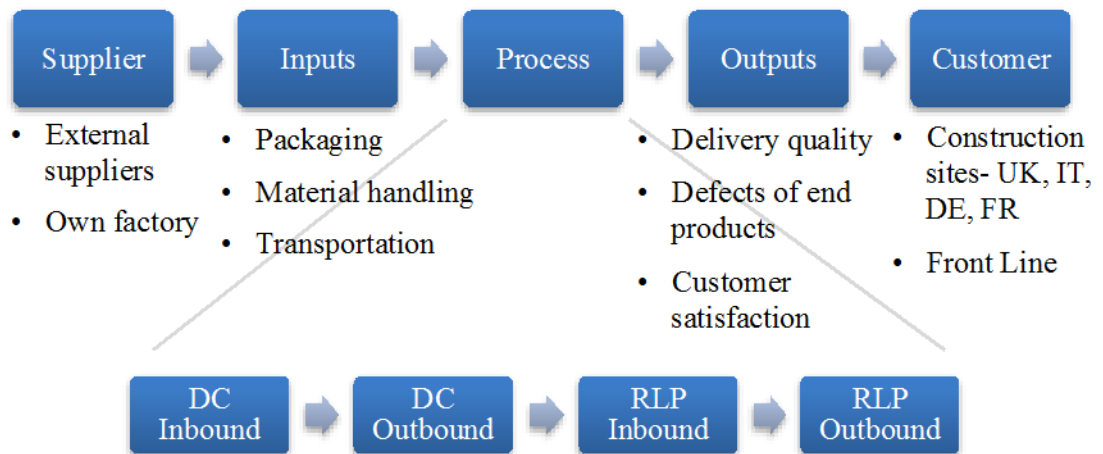 Supplier
Inputs
Process
Outputs
Customer
• External
suppliers
• Own factory
• Packaging
• Material handling
• Transportation
• Delivery quality
• Defects of end
products
• Customer
satisfaction
• Construction
sites- UK, IT,
DE, FR
• Front Line
DC
Inbound
DC
Outbound
RLP
Inbound
RLP
Outbound